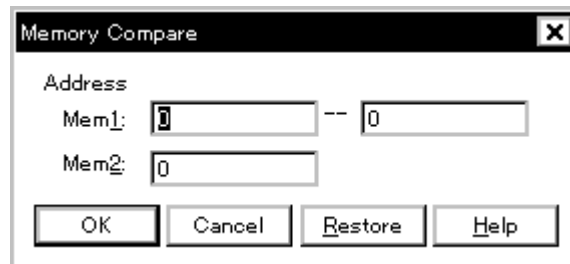 Memory Compare
Address
Mem1: 0 -- 0
Mem2: 0
OK Cancel Restore Help